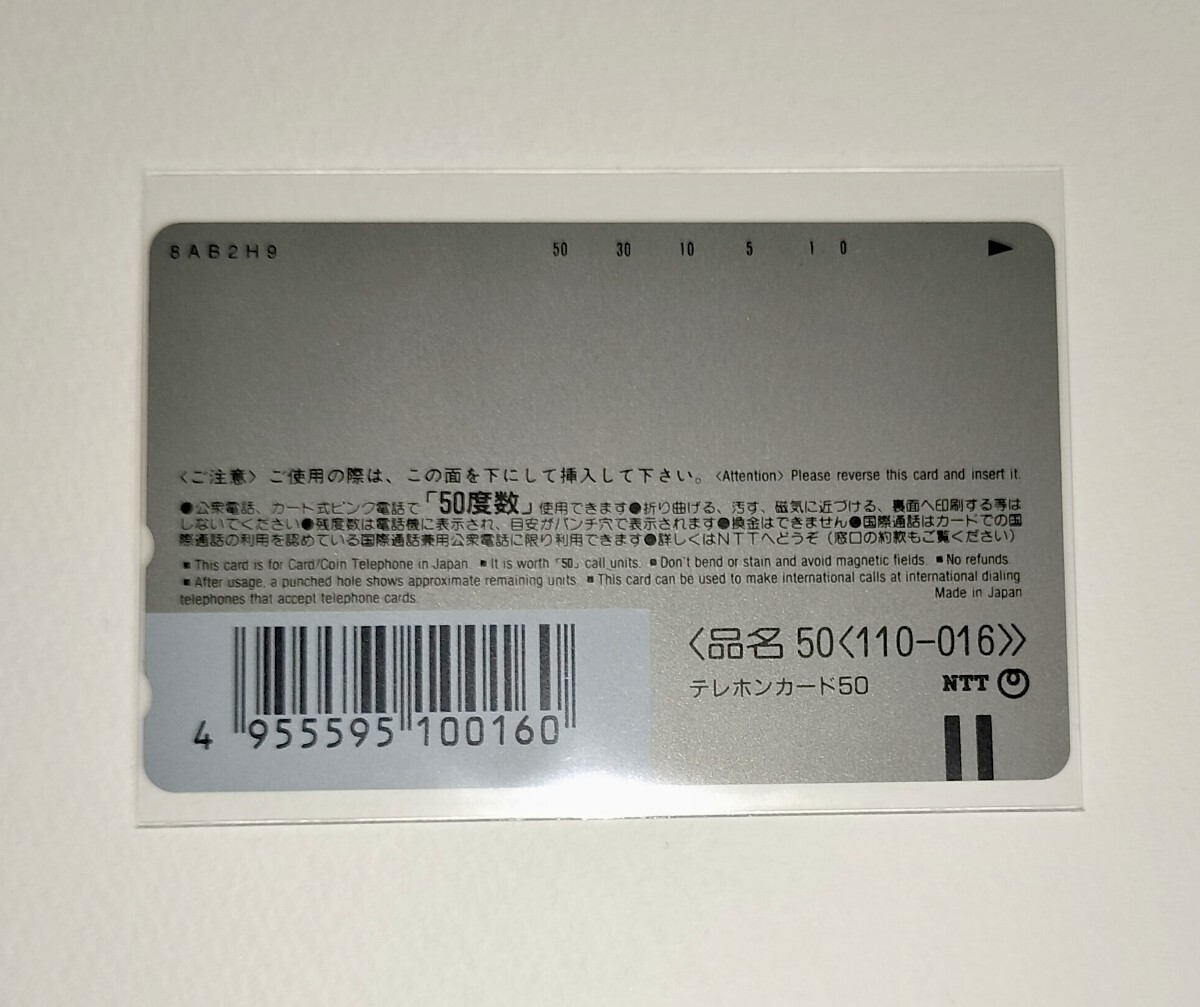 8AB2H9 50 30 10 5 1 0
〈ご注意〉ご使用の際は、この面を下にして挿入して下さい。〈Attention〉Please reverse this card and insert it.
●公衆電話、カード式ピンク電話で「50度数」使用できます●折り曲げる、汚す、磁気に近づける、裏面へ印刷する等は
しないでください●残度数は電話機に表示され、目安がパンチ穴で表示されます●換金はできません●国際通話はカードでの国
際通話の利用を認めている国際通話兼用公衆電話に限り利用できます●詳しくはNTTへどうぞ（窓口の約款もご覧ください）
■This card is for Card/Coin Telephone in Japan. ■It is worth「50」call units. ■Don't bend or stain and avoid magnetic fields. ■No refunds.
■After usage, a punched hole shows approximate remaining units. ■This card can be used to make international calls at international dialing
telephones that accept telephone cards. Made in Japan
〈品名 50〈110-016〉〉
テレホンカード50 NTT
4 955595 100160